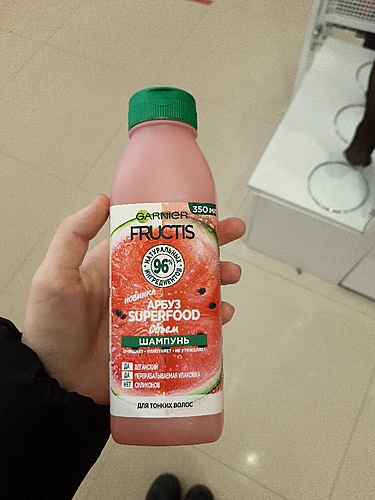 GARNIER
350 МЛ
FRUCTIS
НАТУРАЛЬНЫХ
96%
ИНГРЕДИЕНТОВ
НОВИНКА
АРБУЗ
SUPERFOOD
Объем
ШАМПУНЬ
ОЧИЩАЕТ • УПЛОТНЯЕТ • НЕ УТЯЖЕЛЯЕТ
ДА ВЕГАНСКИЙ
ДА ПЕРЕРАБАТЫВАЕМАЯ УПАКОВКА
НЕТ СИЛИКОНОВ
ДЛЯ ТОНКИХ ВОЛОС